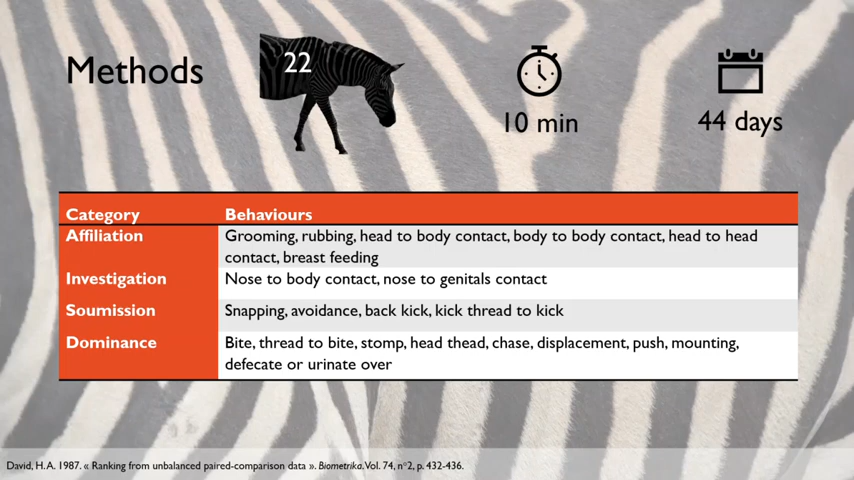 Methods
22
10 min
44 days
Category Behaviours
Affiliation Grooming, rubbing, head to body contact, body to body contact, head to head
contact, breast feeding
Investigation Nose to body contact, nose to genitals contact
Soumission Snapping, avoidance, back kick, kick thread to kick
Dominance Bite, thread to bite, stomp, head thead, chase, displacement, push, mounting,
defecate or urinate over
David, H.A. 1987. « Ranking from unbalanced paired-comparison data ». Biometrika. Vol. 74, n°2, p. 432-436.